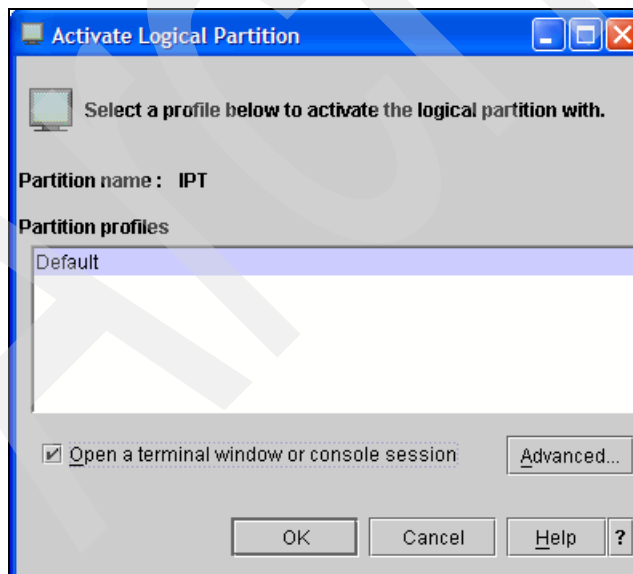 Activate Logical Partition
Select a profile below to activate the logical partition with.
Partition name : IPT
Partition profiles
Default
Open a terminal window or console session
Advanced...
OK
Cancel
Help
?